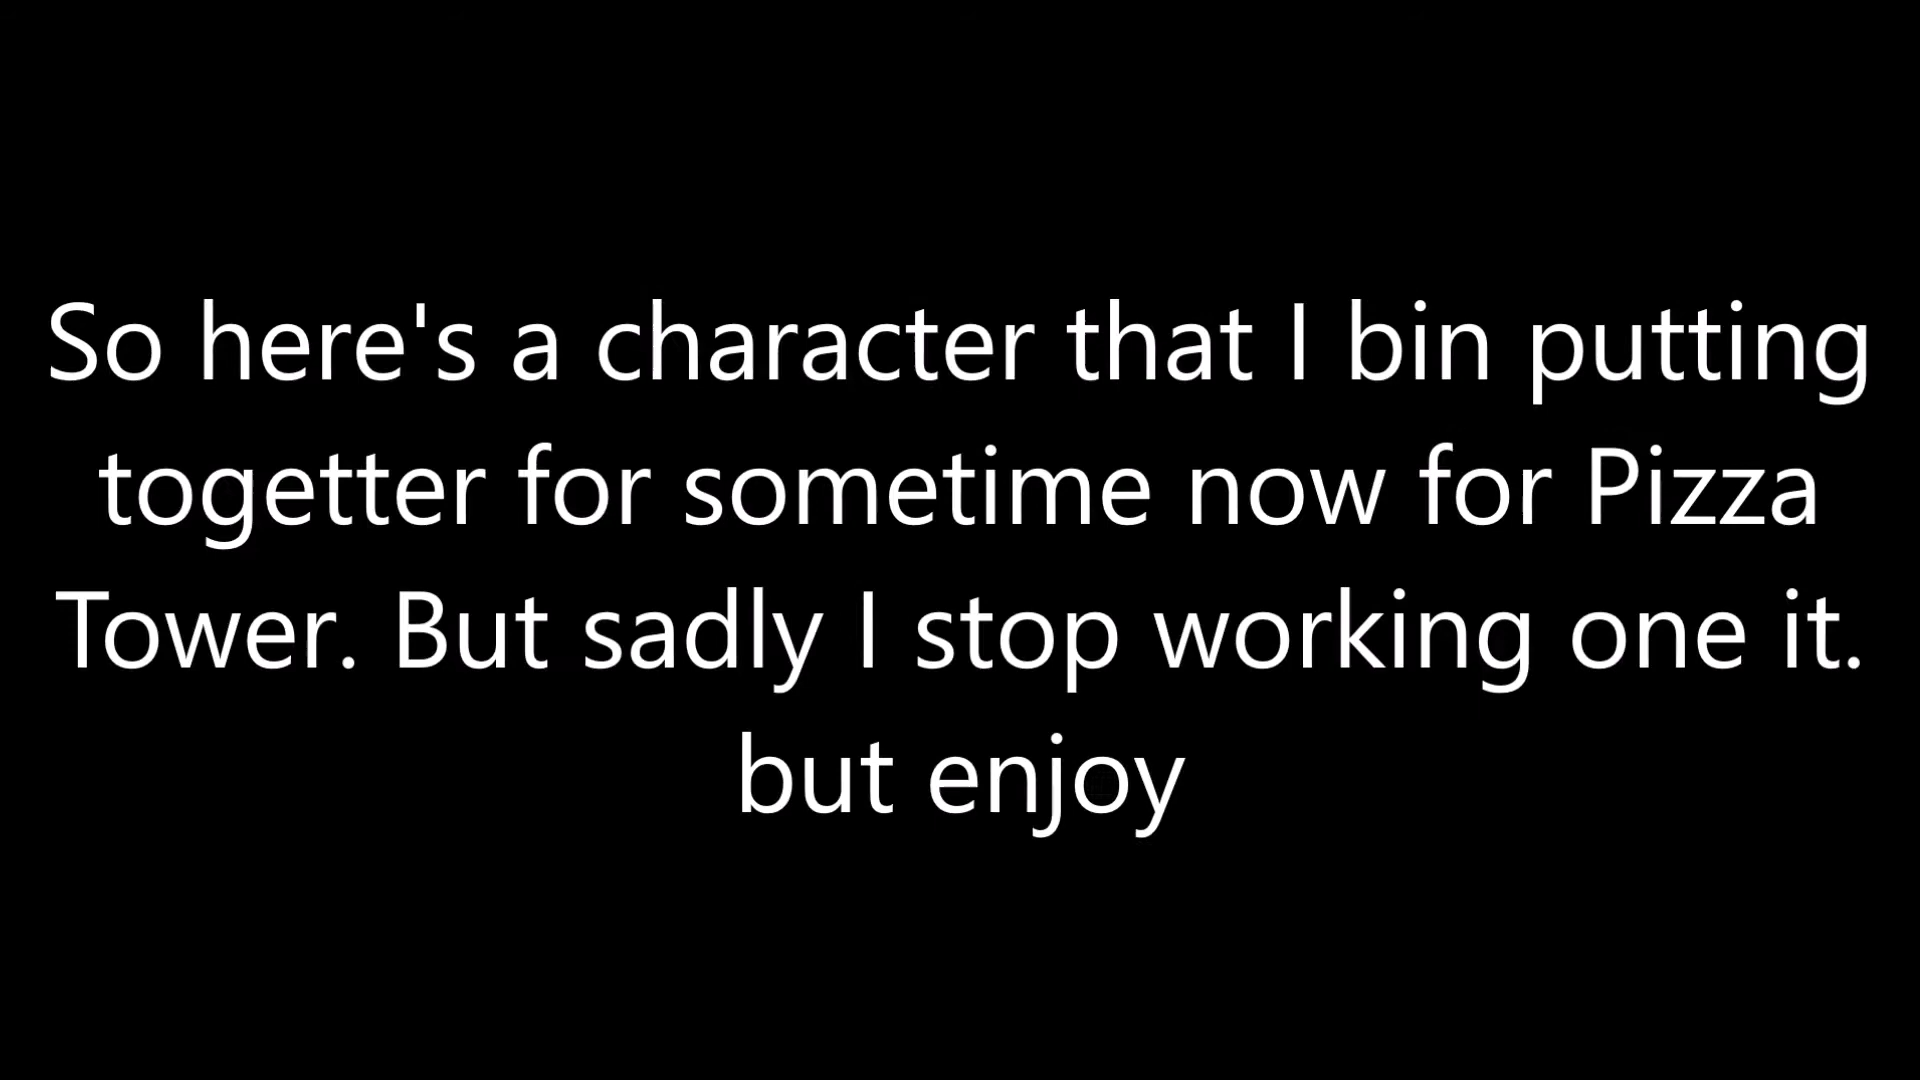 So here's a character that I bin putting
togetter for sometime now for Pizza
Tower. But sadly I stop working one it.
but enjoy